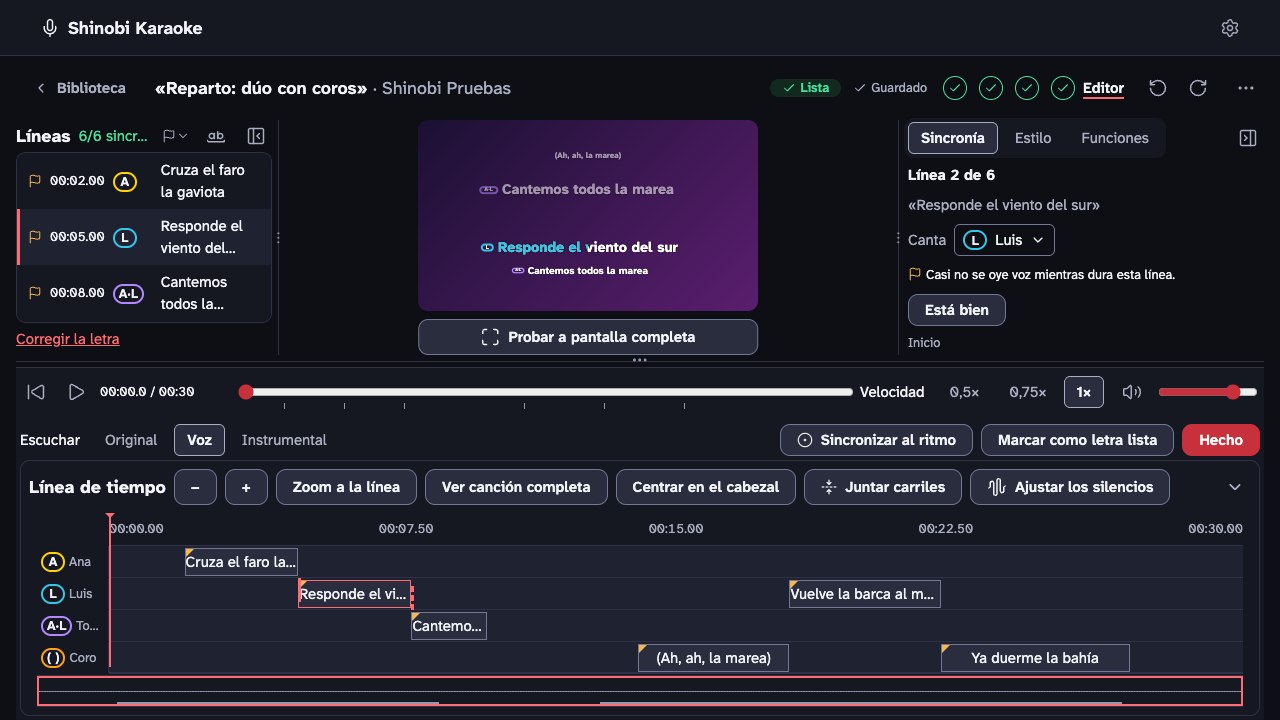 Shinobi Karaoke
Biblioteca
«Reparto: dúo con coros» · Shinobi Pruebas
Lista
Guardado
Editor
Líneas 6/6 sincr...
ab
00:02.00 A Cruza el faro la gaviota
00:05.00 L Responde el viento del...
00:08.00 A·L Cantemos todos la...
Corregir la letra
(Ah, ah, la marea)
A·L Cantemos todos la marea
L Responde el viento del sur
A·L Cantemos todos la marea
Probar a pantalla completa
Sincronía Estilo Funciones
Línea 2 de 6
«Responde el viento del sur»
Canta L Luis
Casi no se oye voz mientras dura esta línea.
Está bien
Inicio
00:00.0 / 00:30
Velocidad 0,5× 0,75× 1×
Escuchar Original Voz Instrumental
Sincronizar al ritmo
Marcar como letra lista
Hecho
Línea de tiempo
− + Zoom a la línea Ver canción completa Centrar en el cabezal Juntar carriles Ajustar los silencios
00:00.00 00:07.50 00:15.00 00:22.50 00:30.00
A Ana Cruza el faro la...
L Luis Responde el vi... Vuelve la barca al m...
A·L To... Cantemo...
( ) Coro (Ah, ah, la marea) Ya duerme la bahía